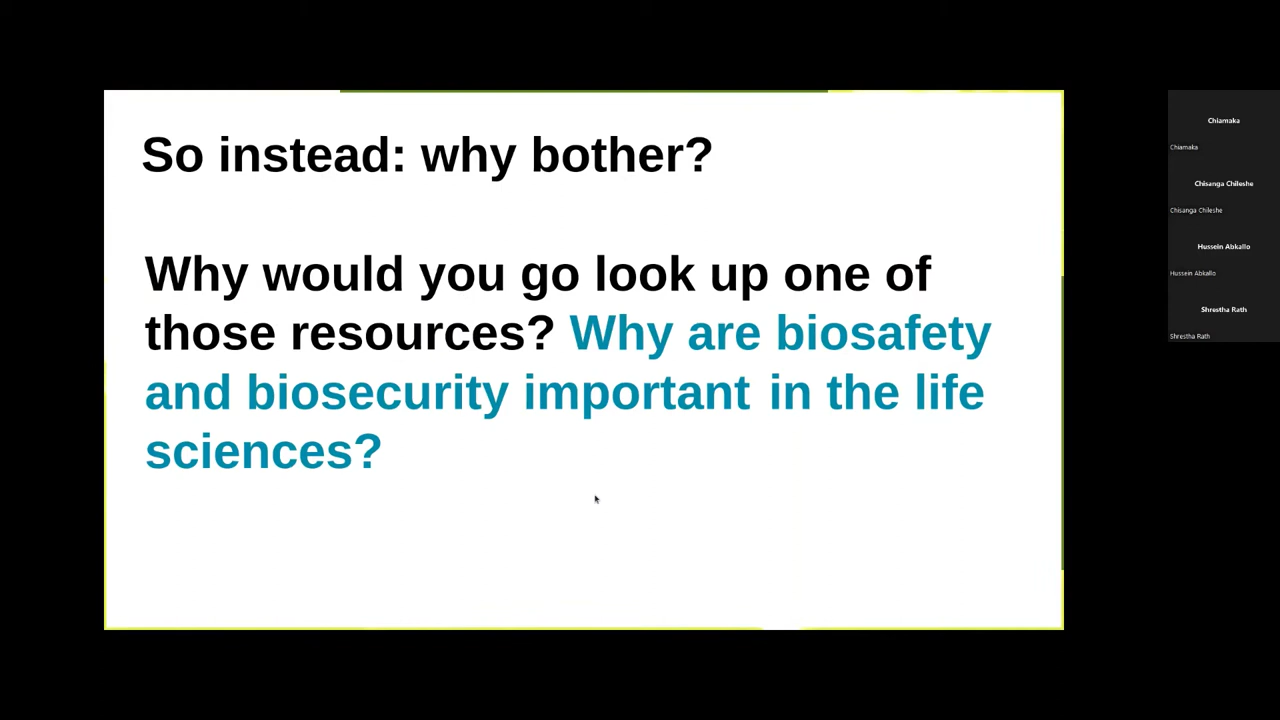 So instead: why bother?
Why would you go look up one of
those resources? Why are biosafety
and biosecurity important in the life
sciences?
Chiamaka
Chiamaka
Chisanga Chileshe
Chisanga Chileshe
Hussein Abkallo
Hussein Abkallo
Shrestha Rath
Shrestha Rath